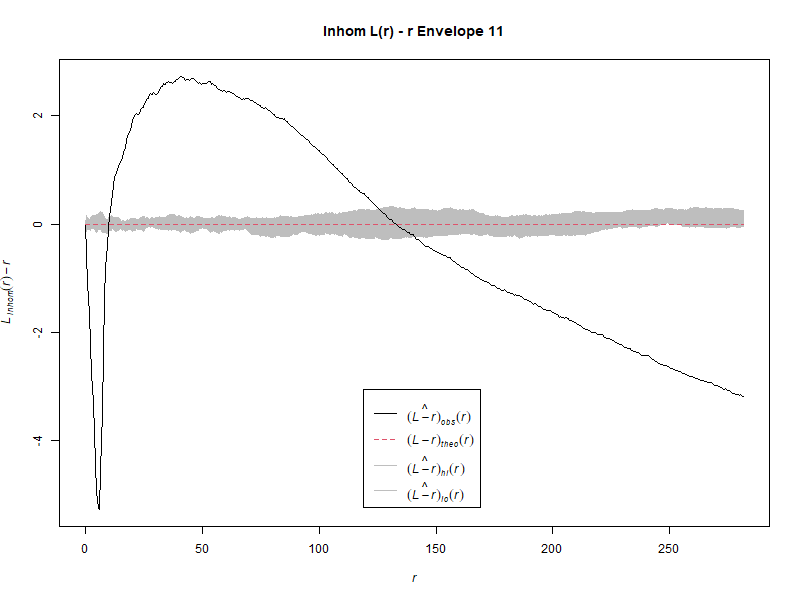 Inhom L(r) - r Envelope 11
L inhom(r) − r
2
0
-2
-4
0 50 100 150 200 250
r
(L^ − r)obs(r)
(L − r)theo(r)
(L^ − r)hi(r)
(L^ − r)lo(r)